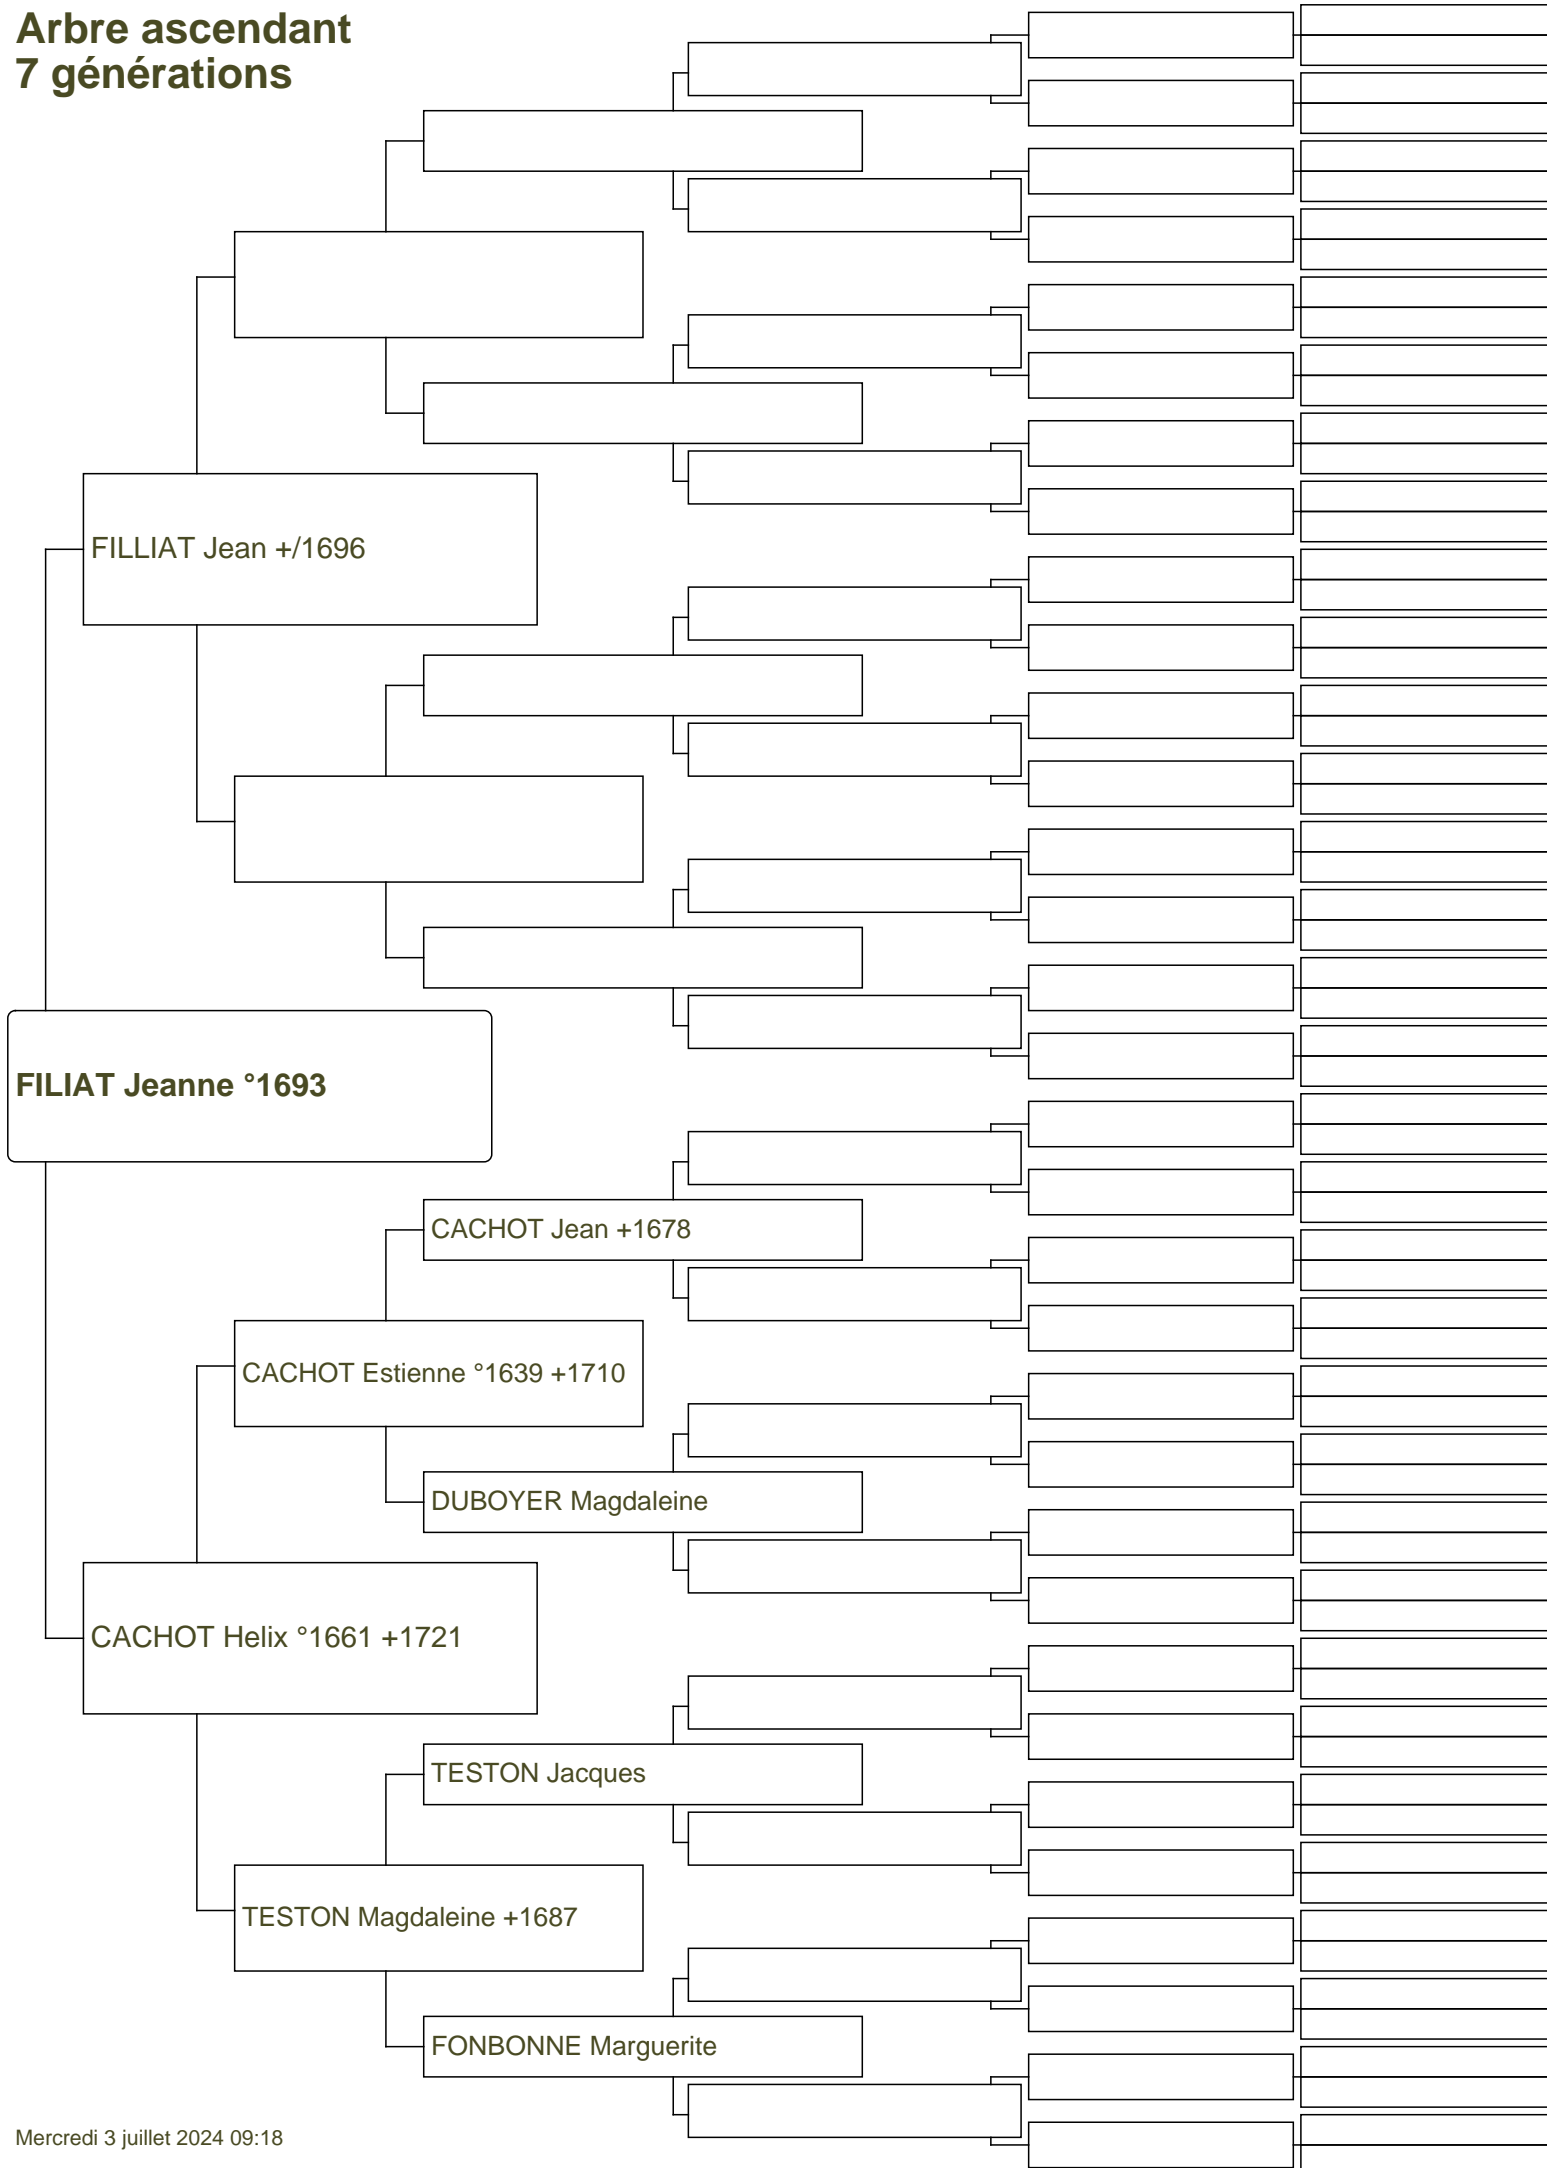 Arbre ascendant
7 générations
FILLIAT Jean +/1696
FILIAT Jeanne °1693
CACHOT Jean +1678
CACHOT Estienne °1639 +1710
DUBOYER Magdaleine
CACHOT Helix °1661 +1721
TESTON Jacques
TESTON Magdaleine +1687
FONBONNE Marguerite
Mercredi 3 juillet 2024 09:18